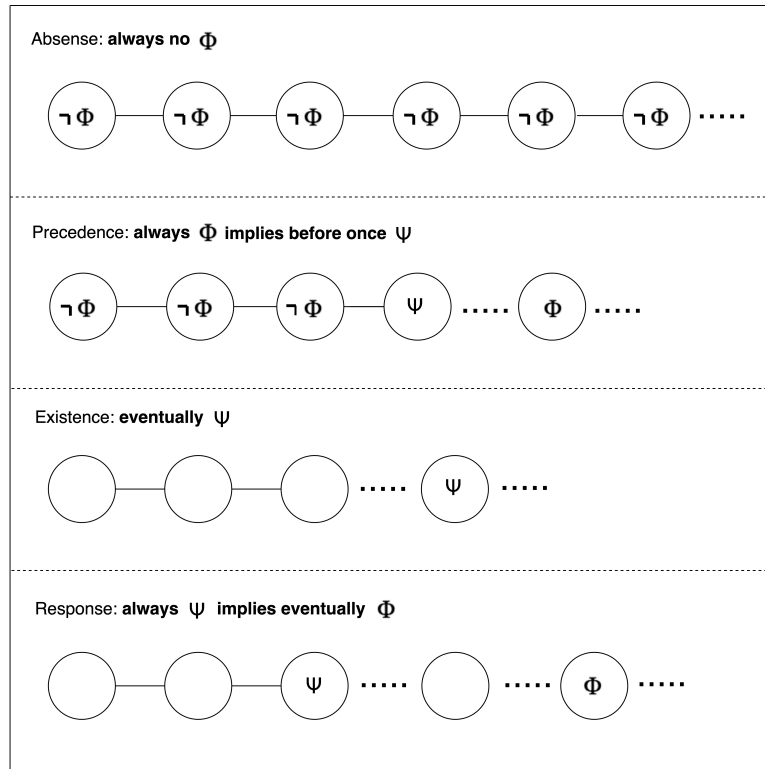 Absense: always no Φ
¬Φ ¬Φ ¬Φ ¬Φ ¬Φ ¬Φ .....
Precedence: always Φ implies before once Ψ
¬Φ ¬Φ ¬Φ Ψ ..... Φ .....
Existence: eventually Ψ
..... Ψ .....
Response: always Ψ implies eventually Φ
Ψ ..... ..... Φ .....